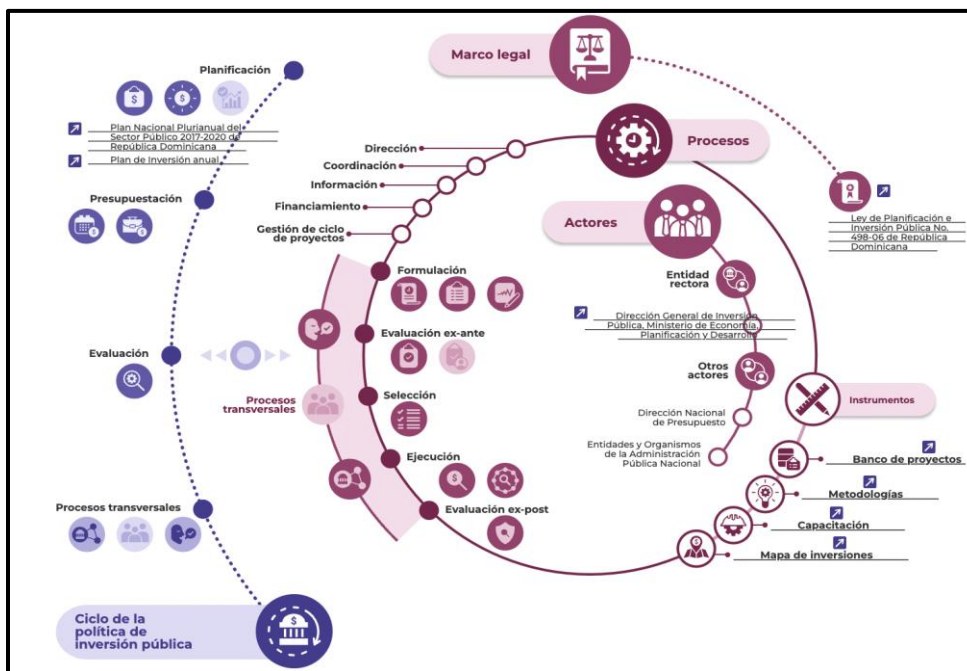 Planificación
Plan Nacional Plurianual del
Sector Público 2017-2020 de
República Dominicana
Plan de Inversión anual
Presupuestación
Evaluación
Procesos transversales
Ciclo de la
política de
inversión pública
Marco legal
Ley de Planificación e
Inversión Pública No.
498-06 de República
Dominicana
Procesos
Dirección
Coordinación
Información
Financiamiento
Gestión de ciclo
de proyectos
Formulación
Evaluación ex-ante
Selección
Ejecución
Evaluación ex-post
Procesos
transversales
Actores
Entidad
rectora
Dirección General de Inversión
Pública, Ministerio de Economía,
Planificación y Desarrollo
Otros
actores
Dirección Nacional
de Presupuesto
Entidades y Organismos
de la Administración
Pública Nacional
Instrumentos
Banco de proyectos
Metodologías
Capacitación
Mapa de inversiones